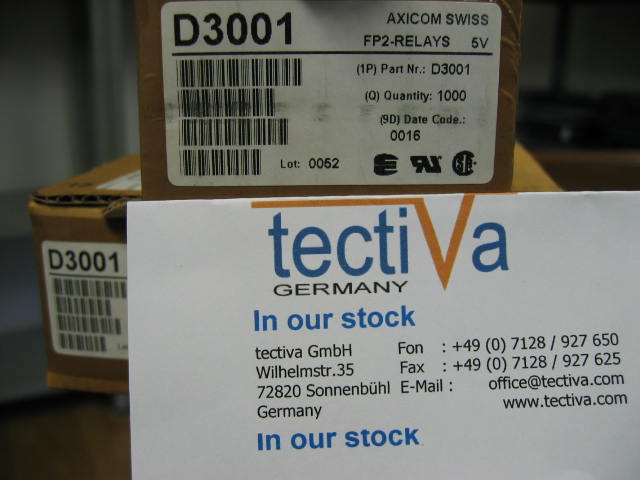 D3001
AXICOM SWISS
FP2-RELAYS 5V
(1P) Part Nr.: D3001
(Q) Quantity: 1000
(9D) Date Code.:
0016
Lot: 0052
D3001
tectiva
GERMANY
In our stock
tectiva GmbH Fon : +49 (0) 7128 / 927 650
Wilhelmstr.35 Fax : +49 (0) 7128 / 927 625
72820 Sonnenbühl E-Mail : office@tectiva.com
Germany www.tectiva.com
In our stock